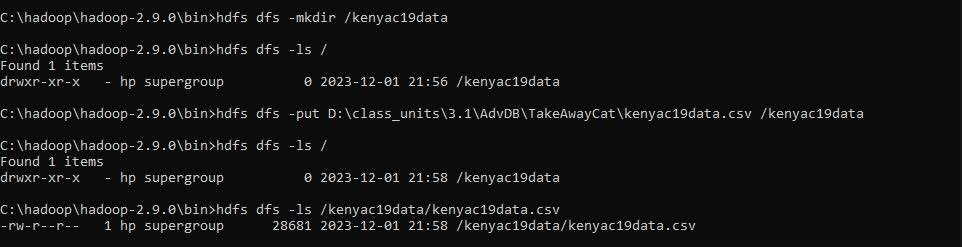 C:\hadoop\hadoop-2.9.0\bin>hdfs dfs -mkdir /kenyac19data
C:\hadoop\hadoop-2.9.0\bin>hdfs dfs -ls /
Found 1 items
drwxr-xr-x   - hp supergroup          0 2023-12-01 21:56 /kenyac19data
C:\hadoop\hadoop-2.9.0\bin>hdfs dfs -put D:\class_units\3.1\AdvDB\TakeAwayCat\kenyac19data.csv /kenyac19data
C:\hadoop\hadoop-2.9.0\bin>hdfs dfs -ls /
Found 1 items
drwxr-xr-x   - hp supergroup          0 2023-12-01 21:58 /kenyac19data
C:\hadoop\hadoop-2.9.0\bin>hdfs dfs -ls /kenyac19data/kenyac19data.csv
-rw-r--r--   1 hp supergroup      28681 2023-12-01 21:58 /kenyac19data/kenyac19data.csv